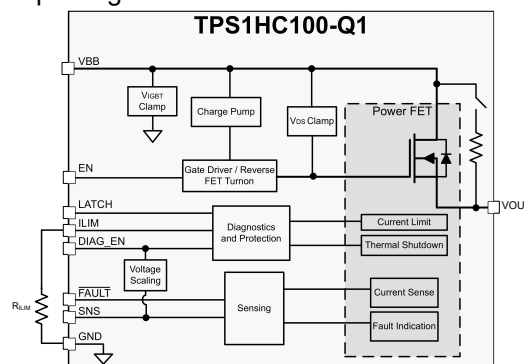 TPS1HC100-Q1
VBB
VIGBT
Clamp
Charge Pump
VDS Clamp
Power FET
EN
Gate Driver / Reverse
FET Turnon
LATCH
ILIM
DIAG_EN
Diagnostics
and Protection
Current Limit
Thermal Shutdown
VOU
Voltage
Scaling
RILIM
FAULT
SNS
Sensing
Current Sense
Fault Indication
GND